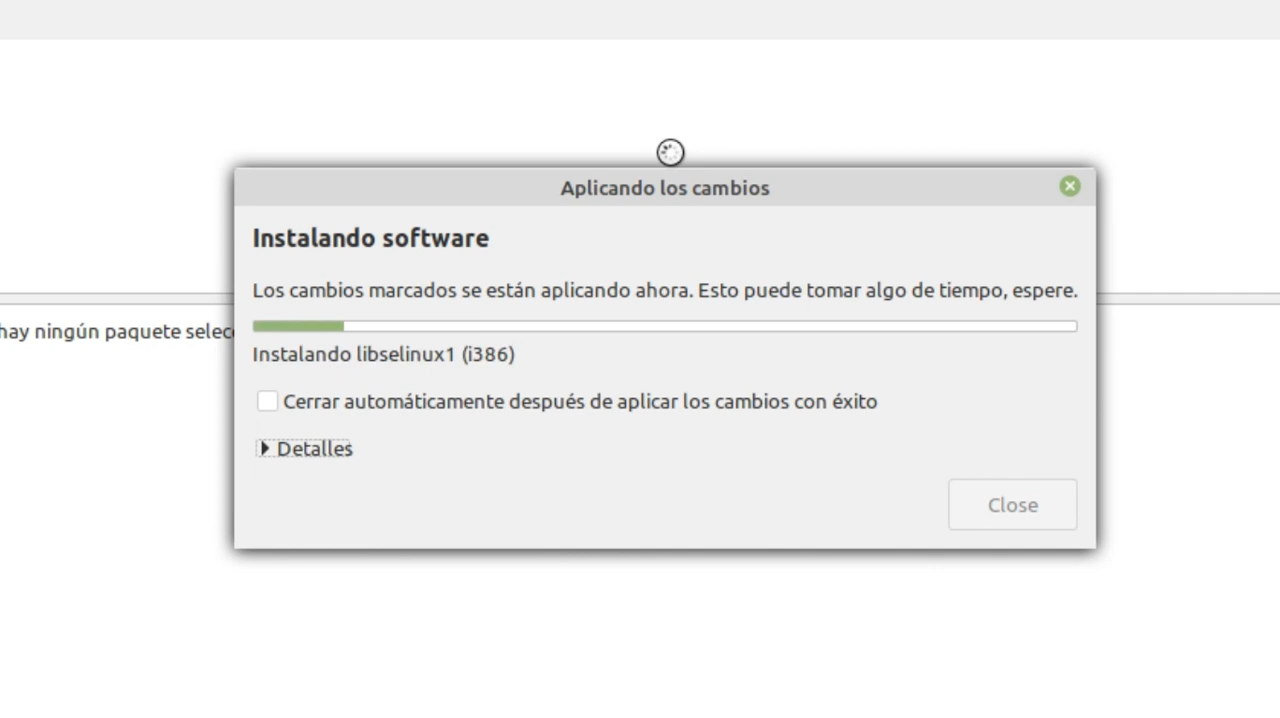 Aplicando los cambios
Instalando software
Los cambios marcados se están aplicando ahora. Esto puede tomar algo de tiempo, espere.
hay ningún paquete selec
Instalando libselinux1 (i386)
Cerrar automáticamente después de aplicar los cambios con éxito
Detalles
Close